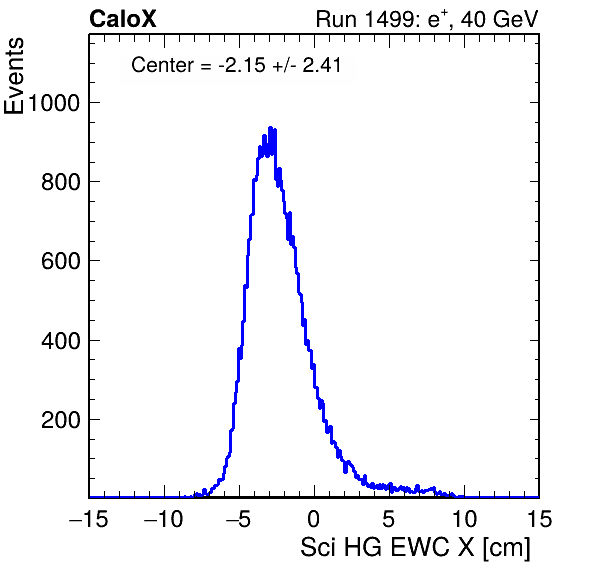 CaloX Run 1499: e⁺, 40 GeV
Center = -2.15 +/- 2.41
Events
1000
800
600
400
200
−15 −10 −5 0 5 10 15
Sci HG EWC X [cm]